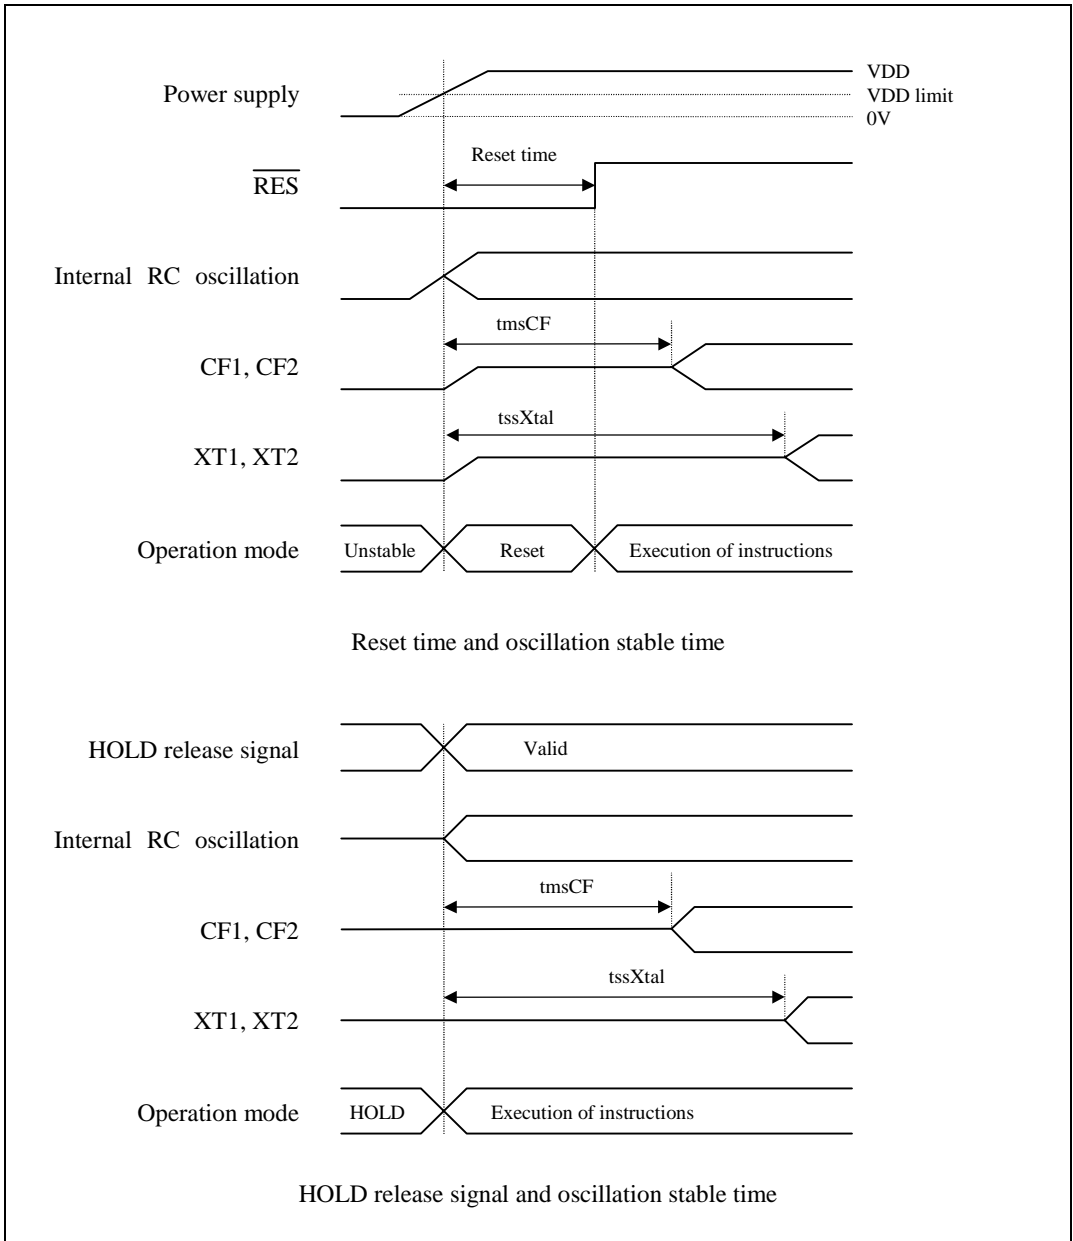 Power supply
VDD
VDD limit
0V
RES
Reset time
Internal RC oscillation
tmsCF
CF1, CF2
tssXtal
XT1, XT2
Operation mode
Unstable
Reset
Execution of instructions
Reset time and oscillation stable time
HOLD release signal
Valid
Internal RC oscillation
tmsCF
CF1, CF2
tssXtal
XT1, XT2
Operation mode
HOLD
Execution of instructions
HOLD release signal and oscillation stable time